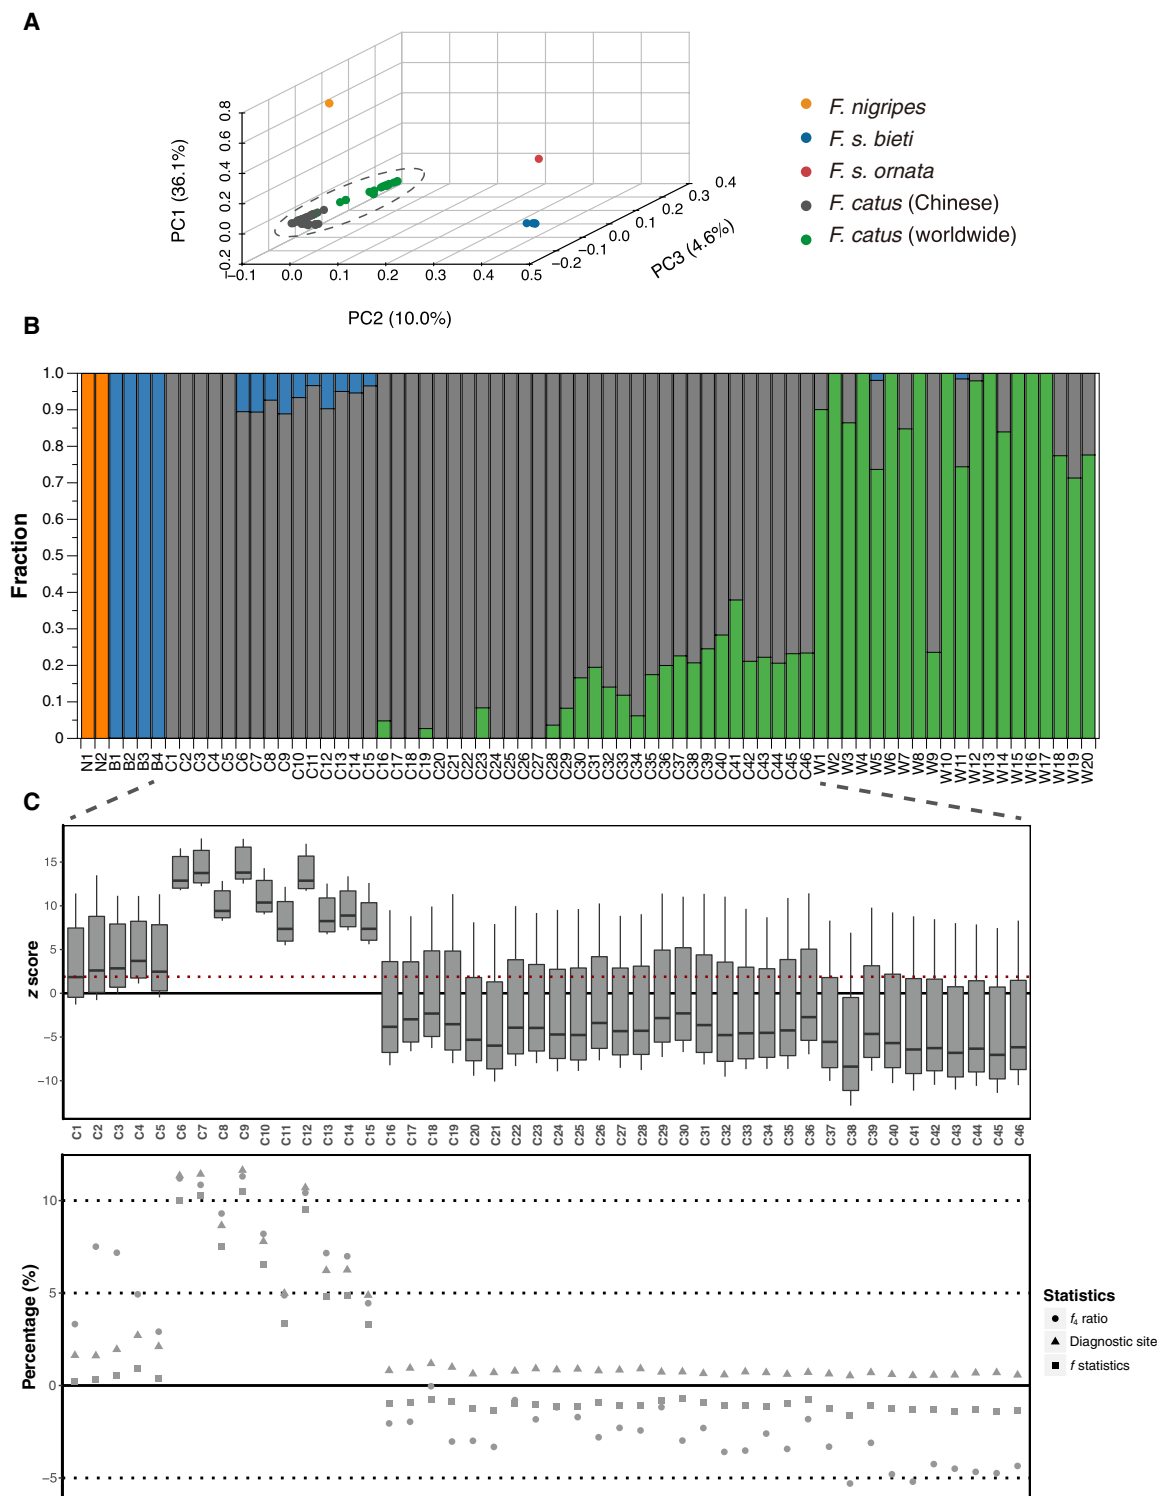 A
PC1 (36.1%)
0.8
0.6
0.4
0.2
0.0
−0.2
−0.1
0.0
0.1
0.2
0.3
0.4
0.5
PC2 (10.0%)
−0.2
−0.1
0.0
0.1
0.2
0.3
0.4
PC3 (4.6%)
F. nigripes
F. s. bieti
F. s. ornata
F. catus (Chinese)
F. catus (worldwide)
B
Fraction
1.0
0.9
0.8
0.7
0.6
0.5
0.4
0.3
0.2
0.1
0
N1 N2 B1 B2 B3 B4 C1 C2 C3 C4 C5 C6 C7 C8 C9 C10 C11 C12 C13 C14 C15 C16 C17 C18 C19 C20 C21 C22 C23 C24 C25 C26 C27 C28 C29 C30 C31 C32 C33 C34 C35 C36 C37 C38 C39 C40 C41 C42 C43 C44 C45 C46 W1 W2 W3 W4 W5 W6 W7 W8 W9 W10 W11 W12 W13 W14 W15 W16 W17 W18 W19 W20
C
z score
15
10
5
0
−5
−10
C1 C2 C3 C4 C5 C6 C7 C8 C9 C10 C11 C12 C13 C14 C15 C16 C17 C18 C19 C20 C21 C22 C23 C24 C25 C26 C27 C28 C29 C30 C31 C32 C33 C34 C35 C36 C37 C38 C39 C40 C41 C42 C43 C44 C45 C46
Percentage (%)
10
5
0
−5
Statistics
f4 ratio
Diagnostic site
f statistics